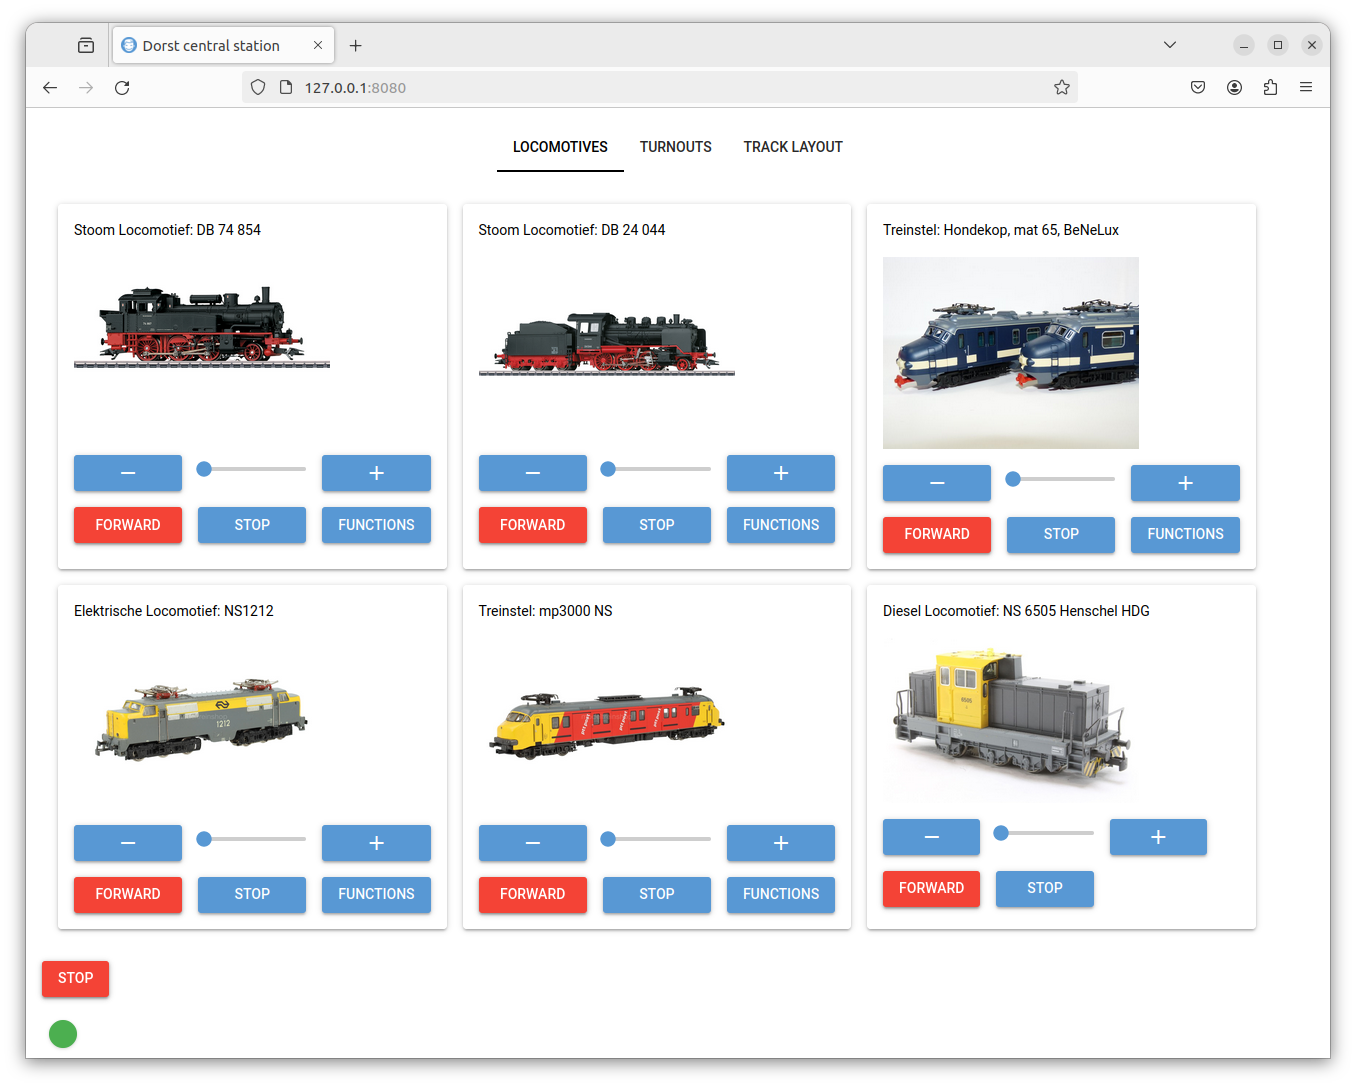 Dorst central station
127.0.0.1:8080
LOCOMOTIVES TURNOUTS TRACK LAYOUT
Stoom Locomotief: DB 74 854
FORWARD STOP FUNCTIONS
Stoom Locomotief: DB 24 044
FORWARD STOP FUNCTIONS
Treinstel: Hondekop, mat 65, BeNeLux
FORWARD STOP FUNCTIONS
Elektrische Locomotief: NS1212
1212
FORWARD STOP FUNCTIONS
Treinstel: mp3000 NS
FORWARD STOP FUNCTIONS
Diesel Locomotief: NS 6505 Henschel HDG
6505
FORWARD STOP
STOP